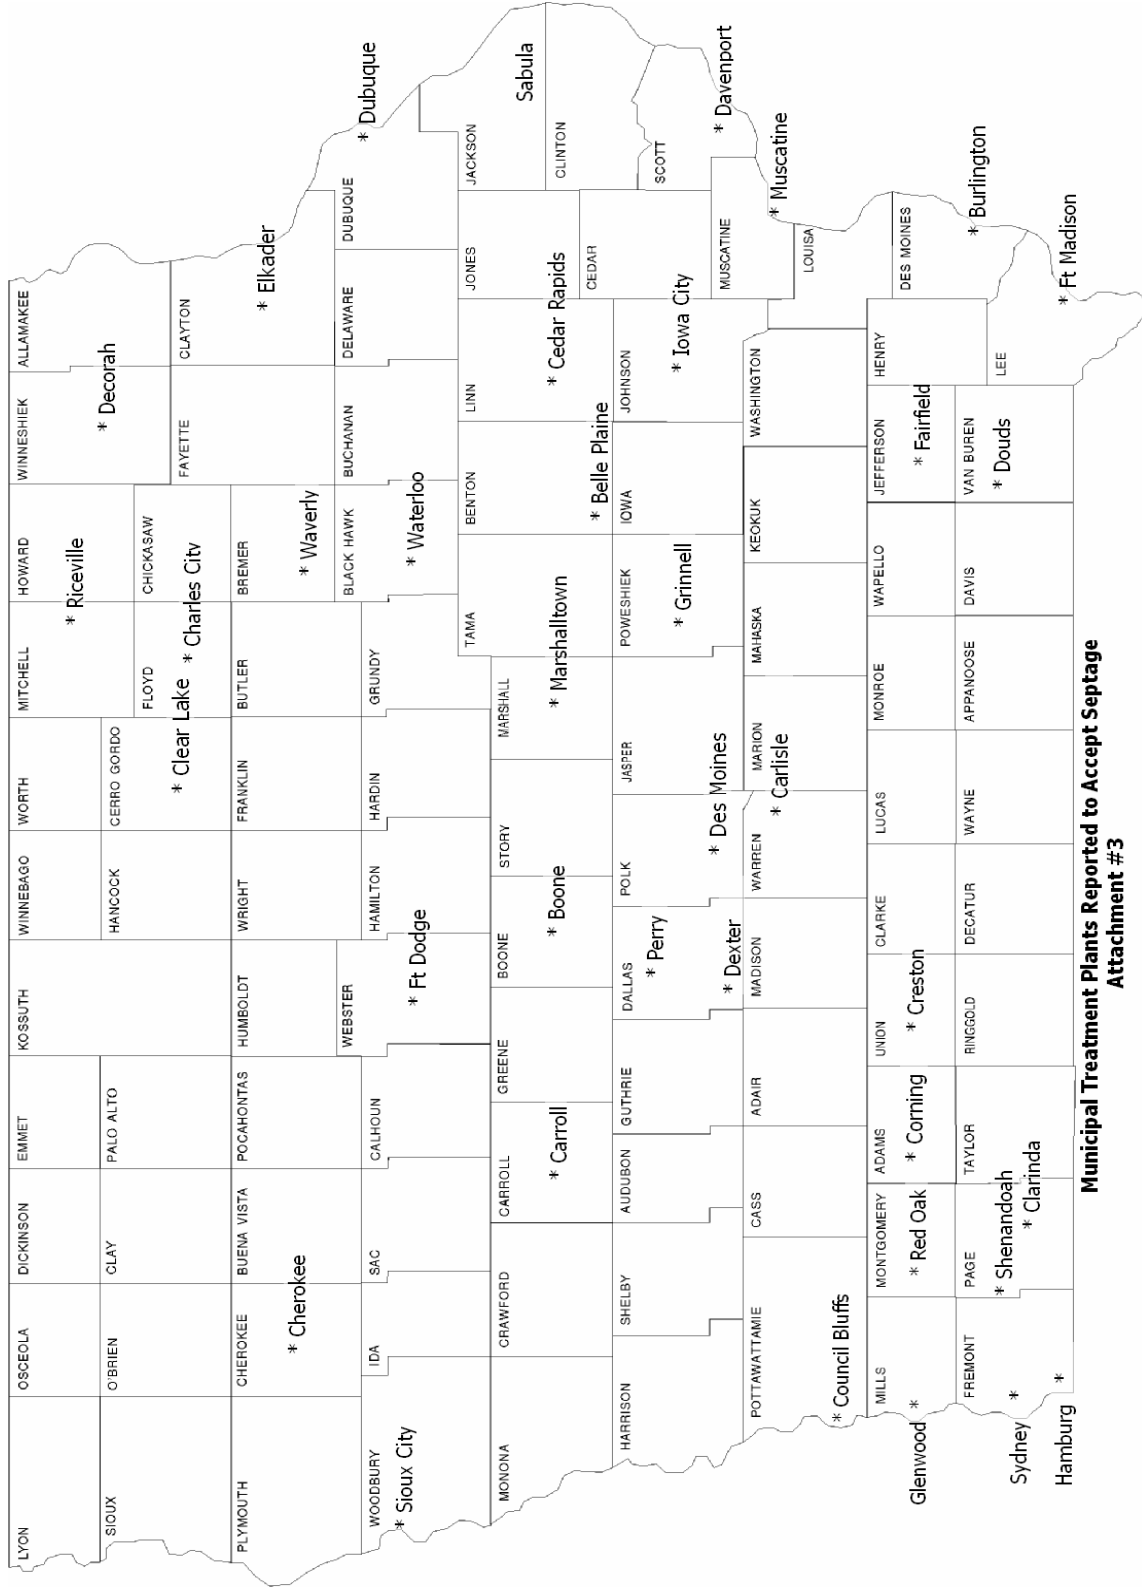 LYON
OSCEOLA
DICKINSON
EMMET
KOSSUTH
WINNEBAGO
WORTH
MITCHELL
HOWARD
WINNESHIEK
ALLAMAKEE
* Riceville
* Decorah
SIOUX
O'BRIEN
CLAY
PALO ALTO
HANCOCK
CERRO GORDO
FLOYD
CHICKASAW
FAYETTE
CLAYTON
* Clear Lake
* Charles City
* Elkader
PLYMOUTH
CHEROKEE
BUENA VISTA
POCAHONTAS
HUMBOLDT
WRIGHT
FRANKLIN
BUTLER
BREMER
* Cherokee
* Waverly
WEBSTER
BLACK HAWK
BUCHANAN
DELAWARE
DUBUQUE
* Dubuque
WOODBURY
IDA
SAC
CALHOUN
HAMILTON
HARDIN
GRUNDY
* Sioux City
* Ft Dodge
* Waterloo
TAMA
BENTON
LINN
JONES
JACKSON
Sabula
MONONA
CRAWFORD
CARROLL
GREENE
BOONE
STORY
MARSHALL
* Carroll
* Boone
* Marshalltown
* Cedar Rapids
CEDAR
CLINTON
* Belle Plaine
HARRISON
SHELBY
AUDUBON
GUTHRIE
DALLAS
POLK
JASPER
POWESHIEK
IOWA
JOHNSON
SCOTT
* Perry
* Grinnell
* Iowa City
* Dexter
* Des Moines
MUSCATINE
* Davenport
POTTAWATTAMIE
CASS
ADAIR
MADISON
WARREN
MARION
MAHASKA
KEOKUK
WASHINGTON
LOUISA
* Muscatine
* Carlisle
* Council Bluffs
MILLS
MONTGOMERY
ADAMS
UNION
CLARKE
LUCAS
MONROE
WAPELLO
JEFFERSON
HENRY
DES MOINES
Glenwood *
* Red Oak
* Corning
* Creston
* Fairfield
* Burlington
FREMONT
PAGE
TAYLOR
RINGGOLD
DECATUR
WAYNE
APPANOOSE
DAVIS
VAN BUREN
LEE
* Shenandoah
* Douds
Sydney *
* Clarinda
Hamburg *
* Ft Madison
Municipal Treatment Plants Reported to Accept Septage
Attachment #3